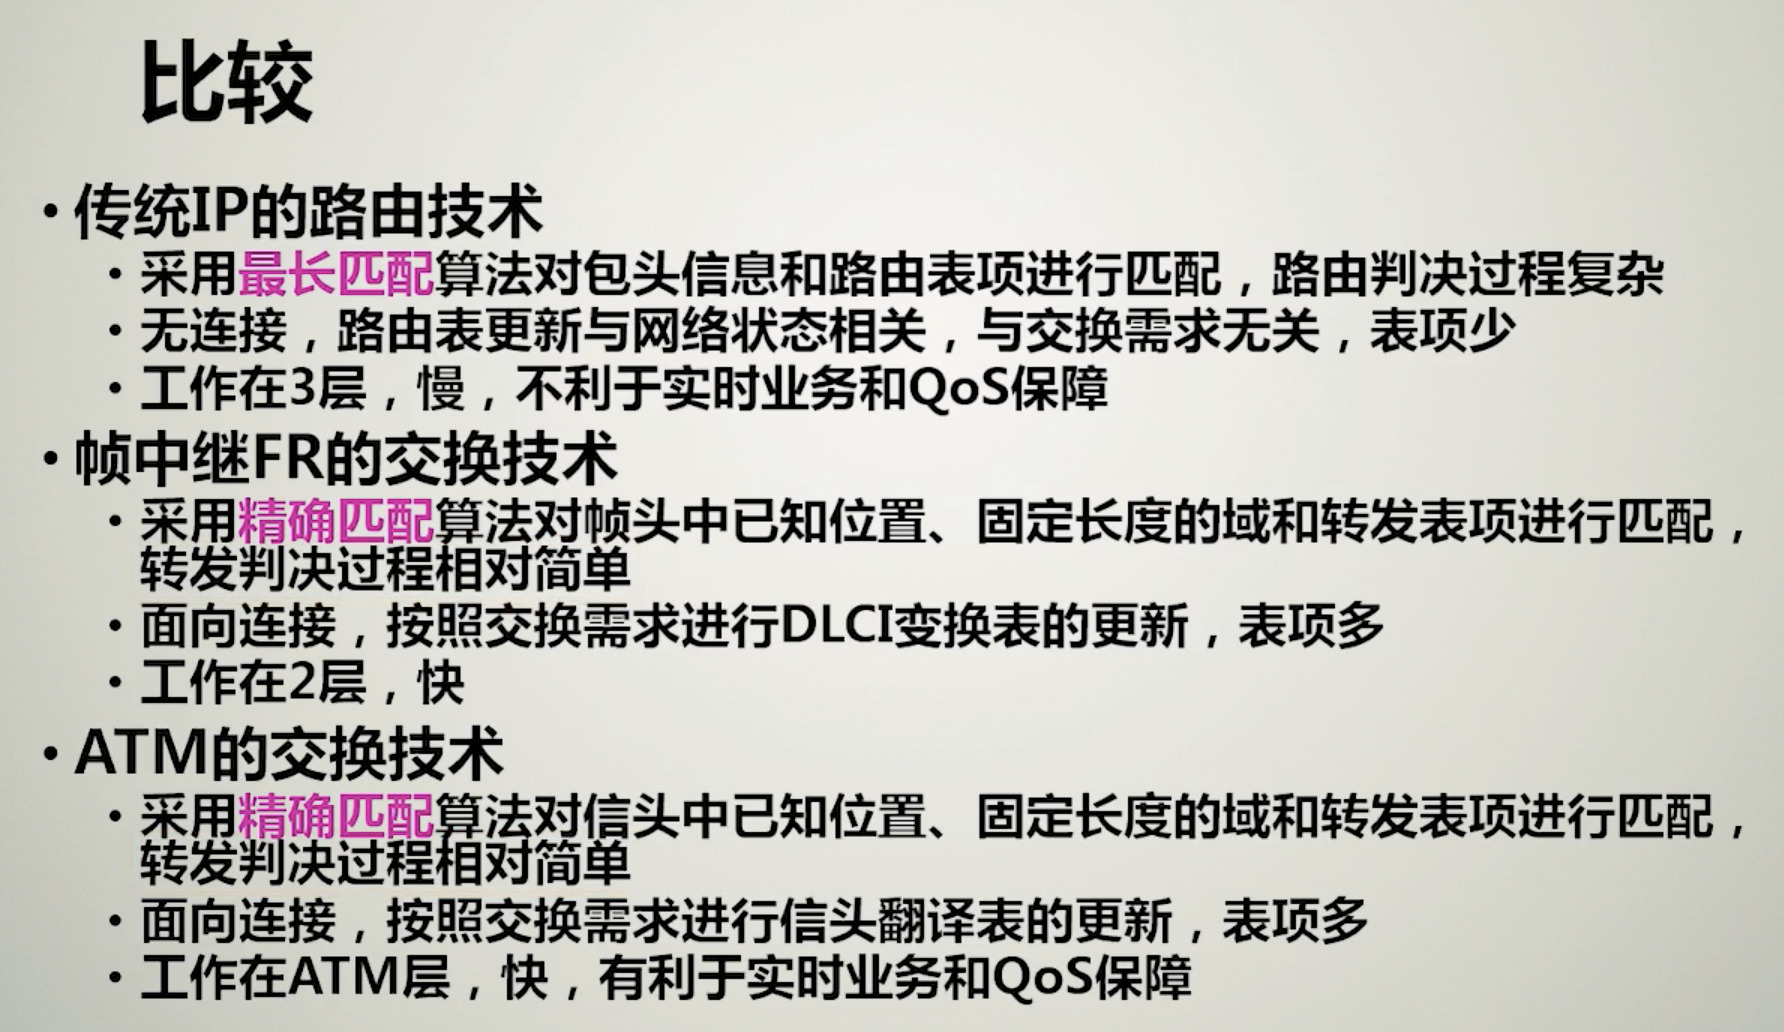 比较
• 传统IP的路由技术
• 采用最长匹配算法对包头信息和路由表项进行匹配，路由判决过程复杂
• 无连接，路由表更新与网络状态相关，与交换需求无关，表项少
• 工作在3层，慢，不利于实时业务和QoS保障
• 帧中继FR的交换技术
• 采用精确匹配算法对帧头中已知位置、固定长度的域和转发表项进行匹配，
转发判决过程相对简单
• 面向连接，按照交换需求进行DLCI变换表的更新，表项多
• 工作在2层，快
• ATM的交换技术
• 采用精确匹配算法对信头中已知位置、固定长度的域和转发表项进行匹配，
转发判决过程相对简单
• 面向连接，按照交换需求进行信头翻译表的更新，表项多
• 工作在ATM层，快，有利于实时业务和QoS保障